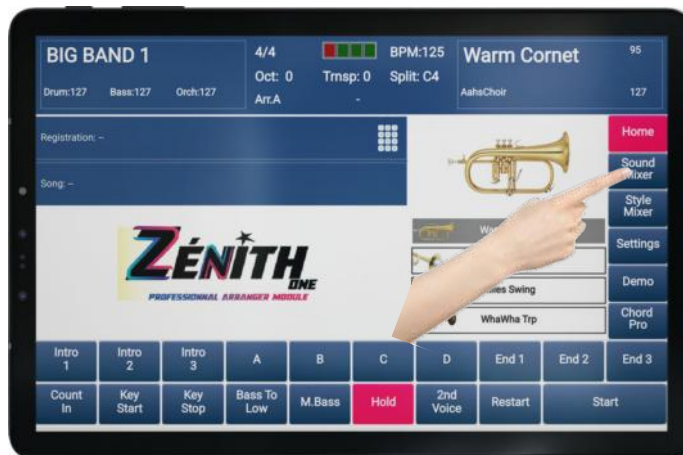 BIG BAND 1
Drum:127 Bass:127 Orch:127
4/4 BPM:125
Oct: 0 Trnsp: 0 Split: C4
Arr.A -
Warm Cornet 95
AahsChoir 127
Registration: –
Song: –
Home
Sound Mixer
Style
Mixer
Settings
Demo
Chord
Pro
ZÉNITH
ONE
PROFESSIONNAL ARRANGER MODULE
Swing
WhaWha Trp
Intro 1
Intro 2
Intro 3
A
B
C
D
End 1
End 2
End 3
Count In
Key Start
Key Stop
Bass To Low
M.Bass
Hold
2nd Voice
Restart
Start